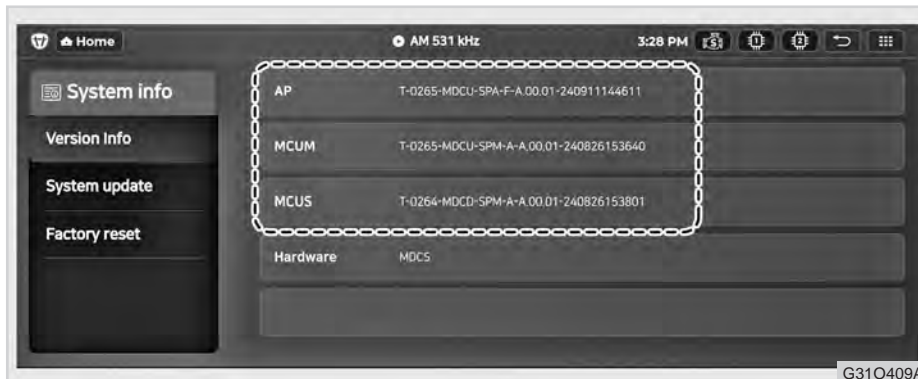 Home AM 531 kHz 3:28 PM
System info
Version Info
System update
Factory reset
AP T-0265-MDCU-SPA-F-A.00.01-240911144611
MCUM T-0265-MDCU-SPM-A-A.00.01-240826153640
MCUS T-0264-MDCD-SPM-A-A.00.01-240826153801
Hardware MDCS
G31O409A